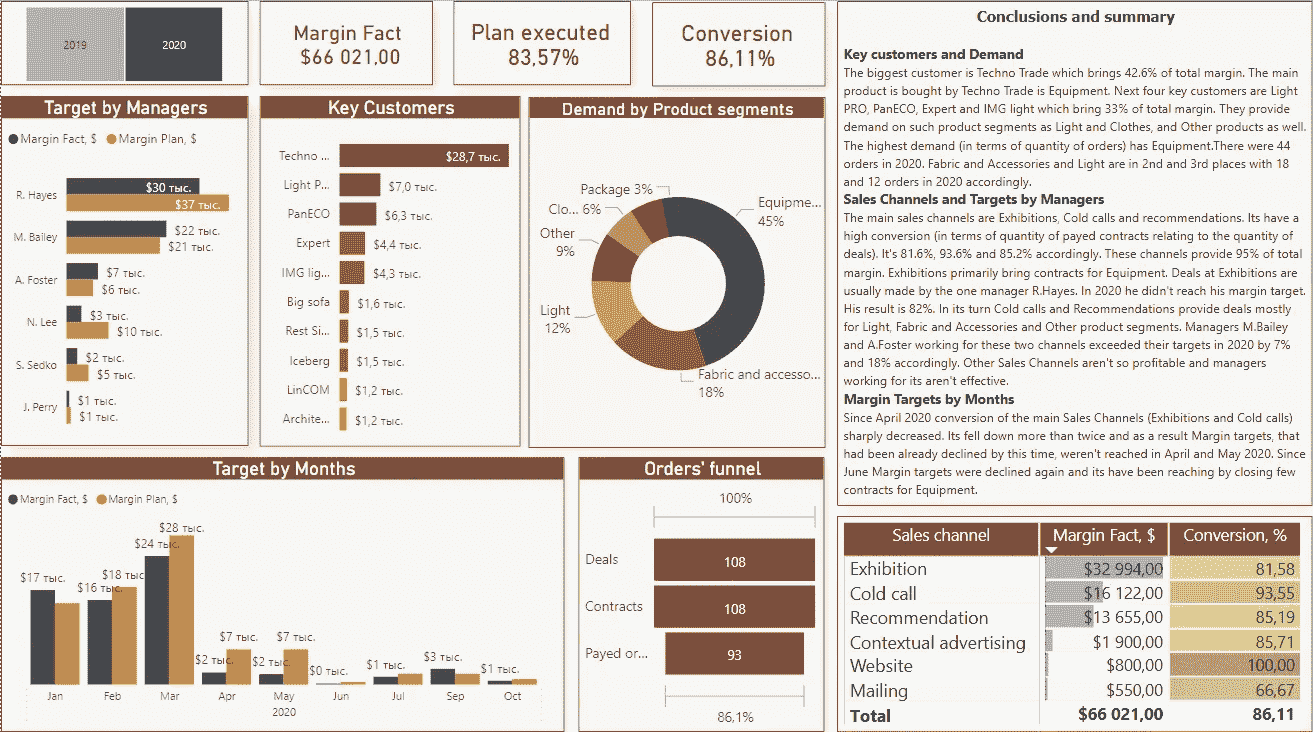 2019
2020
Margin Fact
$66 021,00
Plan executed
83,57%
Conversion
86,11%
Target by Managers
Margin Fact, $ Margin Plan, $
R. Hayes $30 тыс.
$37 тыс.
M. Bailey $22 тыс.
$21 тыс.
A. Foster $7 тыс.
$6 тыс.
N. Lee $3 тыс.
$10 тыс.
S. Sedko $2 тыс.
$5 тыс.
J. Perry $1 тыс.
$1 тыс.
Key Customers
Techno ... $28,7 тыс.
Light P... $7,0 тыс.
PanECO $6,3 тыс.
Expert $4,4 тыс.
IMG lig... $4,3 тыс.
Big sofa $1,6 тыс.
Rest Si... $1,5 тыс.
Iceberg $1,5 тыс.
LinCOM $1,2 тыс.
Archite... $1,2 тыс.
Demand by Product segments
Package 3%
Clo... 6%
Other
9%
Light
12%
Equipme...
45%
Fabric and accesso...
18%
Target by Months
Margin Fact, $ Margin Plan, $
$17 тыс.
$16 тыс.
$18 тыс
$24 тыс.
$28 тыс.
$2 тыс.
$7 тыс.
$2 тыс.
$7 тыс.
$0 тыс.
$1 тыс.
$3 тыс.
$1 тыс.
Jan Feb Mar Apr May Jun Jul Sep Oct
2020
Orders' funnel
100%
Deals 108
Contracts 108
Payed or... 93
86,1%
Conclusions and summary
Key customers and Demand
The biggest customer is Techno Trade which brings 42.6% of total margin. The main
product is bought by Techno Trade is Equipment. Next four key customers are Light
PRO, PanECO, Expert and IMG light which bring 33% of total margin. They provide
demand on such product segments as Light and Clothes, and Other products as well.
The highest demand (in terms of quantity of orders) has Equipment.There were 44
orders in 2020. Fabric and Accessories and Light are in 2nd and 3rd places with 18
and 12 orders in 2020 accordingly.
Sales Channels and Targets by Managers
The main sales channels are Exhibitions, Cold calls and recommendations. Its have a
high conversion (in terms of quantity of payed contracts relating to the quantity of
deals). It's 81.6%, 93.6% and 85.2% accordingly. These channels provide 95% of total
margin. Exhibitions primarily bring contracts for Equipment. Deals at Exhibitions are
usually made by the one manager R.Hayes. In 2020 he didn't reach his margin target.
His result is 82%. In its turn Cold calls and Recommendations provide deals mostly
for Light, Fabric and Accessories and Other product segments. Managers M.Bailey
and A.Foster working for these two channels exceeded their targets in 2020 by 7%
and 18% accordingly. Other Sales Channels aren't so profitable and managers
working for its aren't effective.
Margin Targets by Months
Since April 2020 conversion of the main Sales Channels (Exhibitions and Cold calls)
sharply decreased. Its fell down more than twice and as a result Margin targets, that
had been already declined by this time, weren't reached in April and May 2020. Since
June Margin targets were declined again and its have been reaching by closing few
contracts for Equipment.
Sales channel Margin Fact, $ Conversion, %
Exhibition $32 994,00 81,58
Cold call $16 122,00 93,55
Recommendation $13 655,00 85,19
Contextual advertising $1 900,00 85,71
Website $800,00 100,00
Mailing $550,00 66,67
Total $66 021,00 86,11